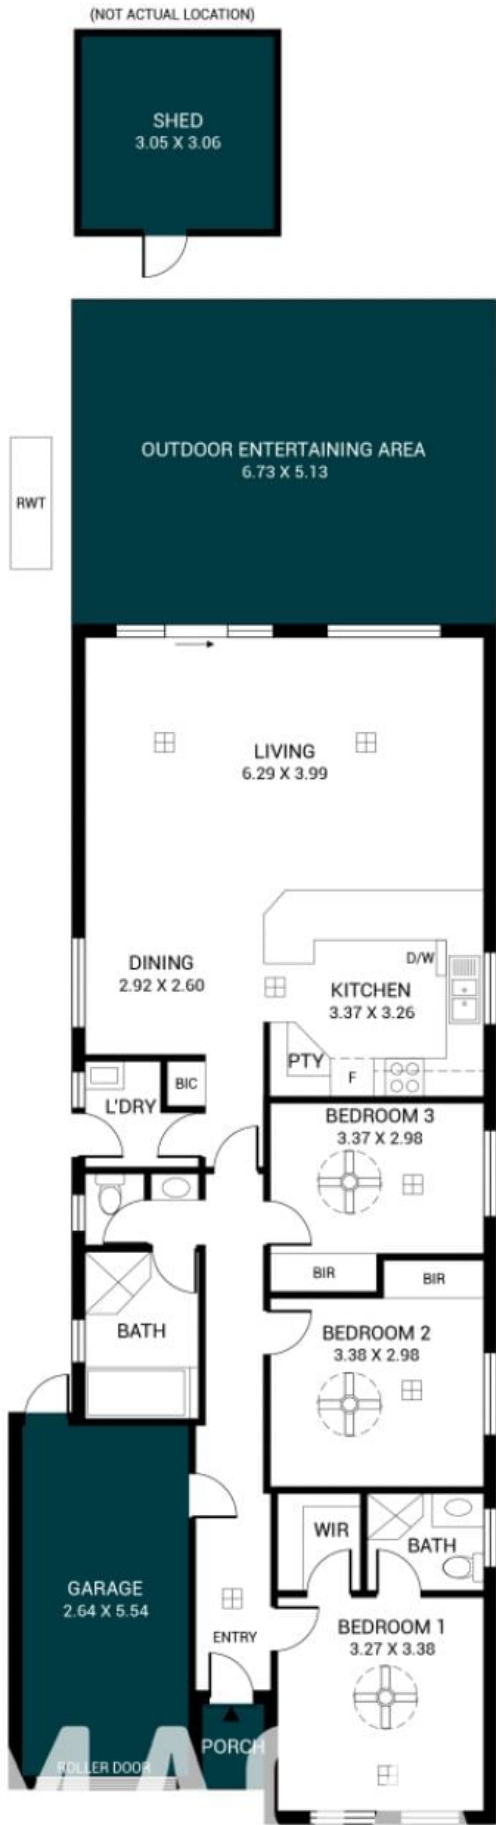 (NOT ACTUAL LOCATION)
SHED
3.05 X 3.06
OUTDOOR ENTERTAINING AREA
6.73 X 5.13
RWT
LIVING
6.29 X 3.99
DINING
2.92 X 2.60
D/W
KITCHEN
3.37 X 3.26
PTY
F
BIC
L'DRY
BEDROOM 3
3.37 X 2.98
BIR
BIR
BATH
BEDROOM 2
3.38 X 2.98
WIR
BATH
GARAGE
2.64 X 5.54
ENTRY
BEDROOM 1
3.27 X 3.38
PORCH
ROLLER DOOR